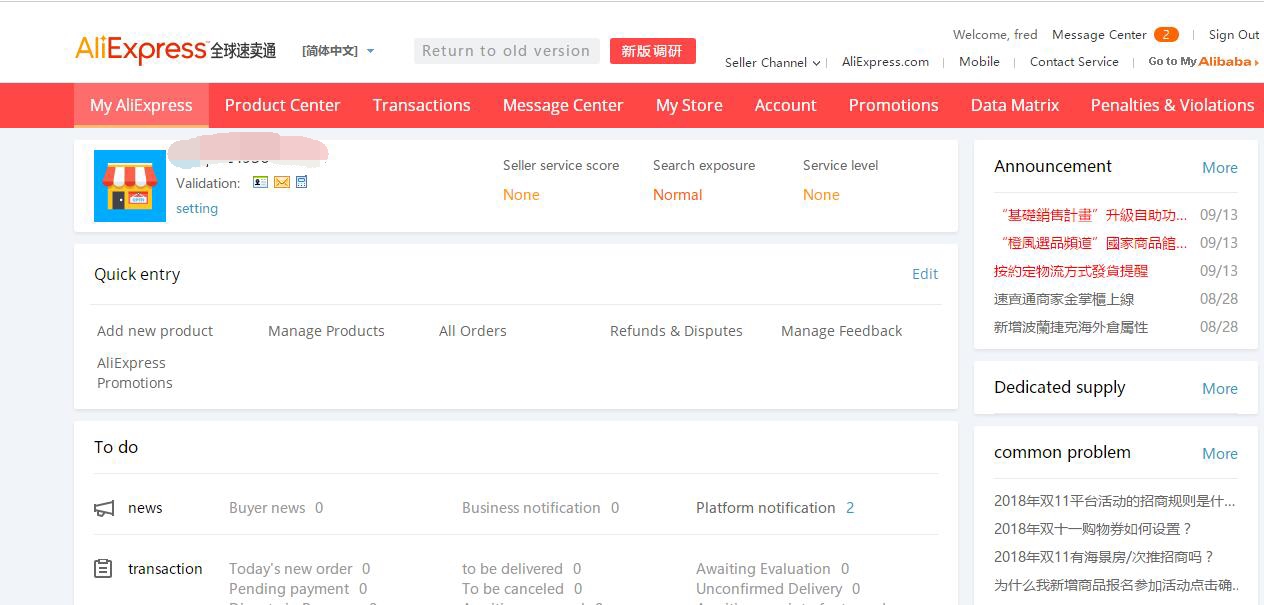 AliExpress 全球速卖通
[简体中文]
Return to old version
新版调研
Welcome, fred
Message Center 2
Sign Out
Seller Channel
AliExpress.com
Mobile
Contact Service
Go to My Alibaba
My AliExpress
Product Center
Transactions
Message Center
My Store
Account
Promotions
Data Matrix
Penalties & Violations
OPEN
Validation:
setting
Seller service score
None
Search exposure
Normal
Service level
None
Quick entry
Edit
Add new product
Manage Products
All Orders
Refunds & Disputes
Manage Feedback
AliExpress
Promotions
To do
news
Buyer news 0
Business notification 0
Platform notification 2
transaction
Today's new order 0
to be delivered 0
Awaiting Evaluation 0
Pending payment 0
To be canceled 0
Unconfirmed Delivery 0
Announcement
More
“基礎銷售計畫”升級自助功... 09/13
“橙風選品頻道”國家商品館... 09/13
按約定物流方式發貨提醒 09/13
速賣通商家金掌櫃上線 08/28
新增波蘭捷克海外倉屬性 08/28
Dedicated supply
More
common problem
More
2018年双11平台活动的招商规则是什...
2018年双十一购物券如何设置？
2018年双11有海景房/次推招商吗？
为什么我新增商品报名参加活动点击确..